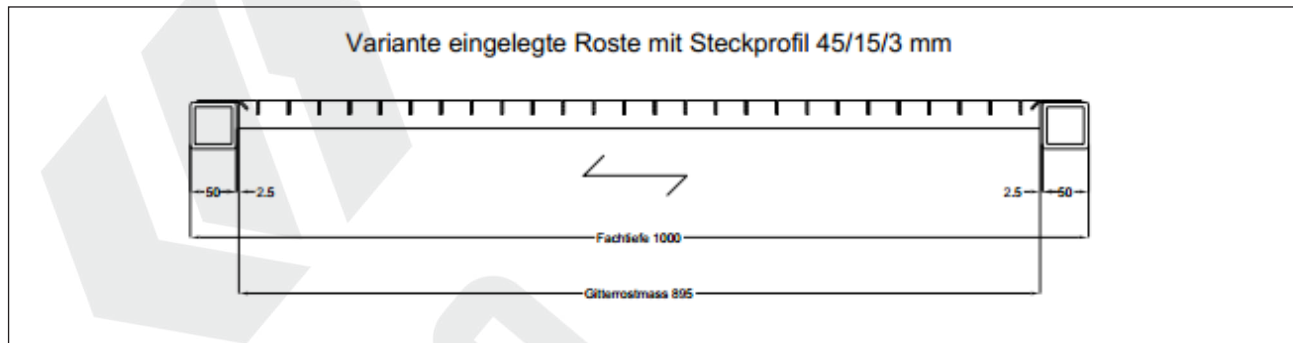 Variante eingelegte Roste mit Steckprofil 45/15/3 mm
50 2.5 2.5 50
Fachtiefe 1000
Gitterrostmass 895